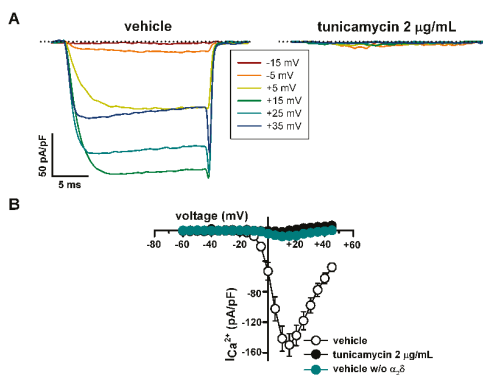 A
vehicle
tunicamycin 2 μg/mL
-15 mV
-5 mV
+5 mV
+15 mV
+25 mV
+35 mV
50 pA/pF
5 ms
B
voltage (mV)
-80 -60 -40 -20 +20 +40 +60
-80
-120
-160
ICa²⁺ (pA/pF)
vehicle
tunicamycin 2 μg/mL
vehicle w/o α₂δ